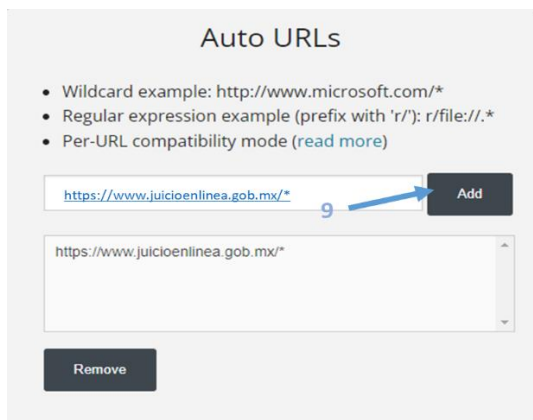 Auto URLs
• Wildcard example: http://www.microsoft.com/*
• Regular expression example (prefix with 'r/'): r/file://.*
• Per-URL compatibility mode (read more)
https://www.juicioenlinea.gob.mx/*
Add
9
https://www.juicioenlinea.gob.mx/*
Remove